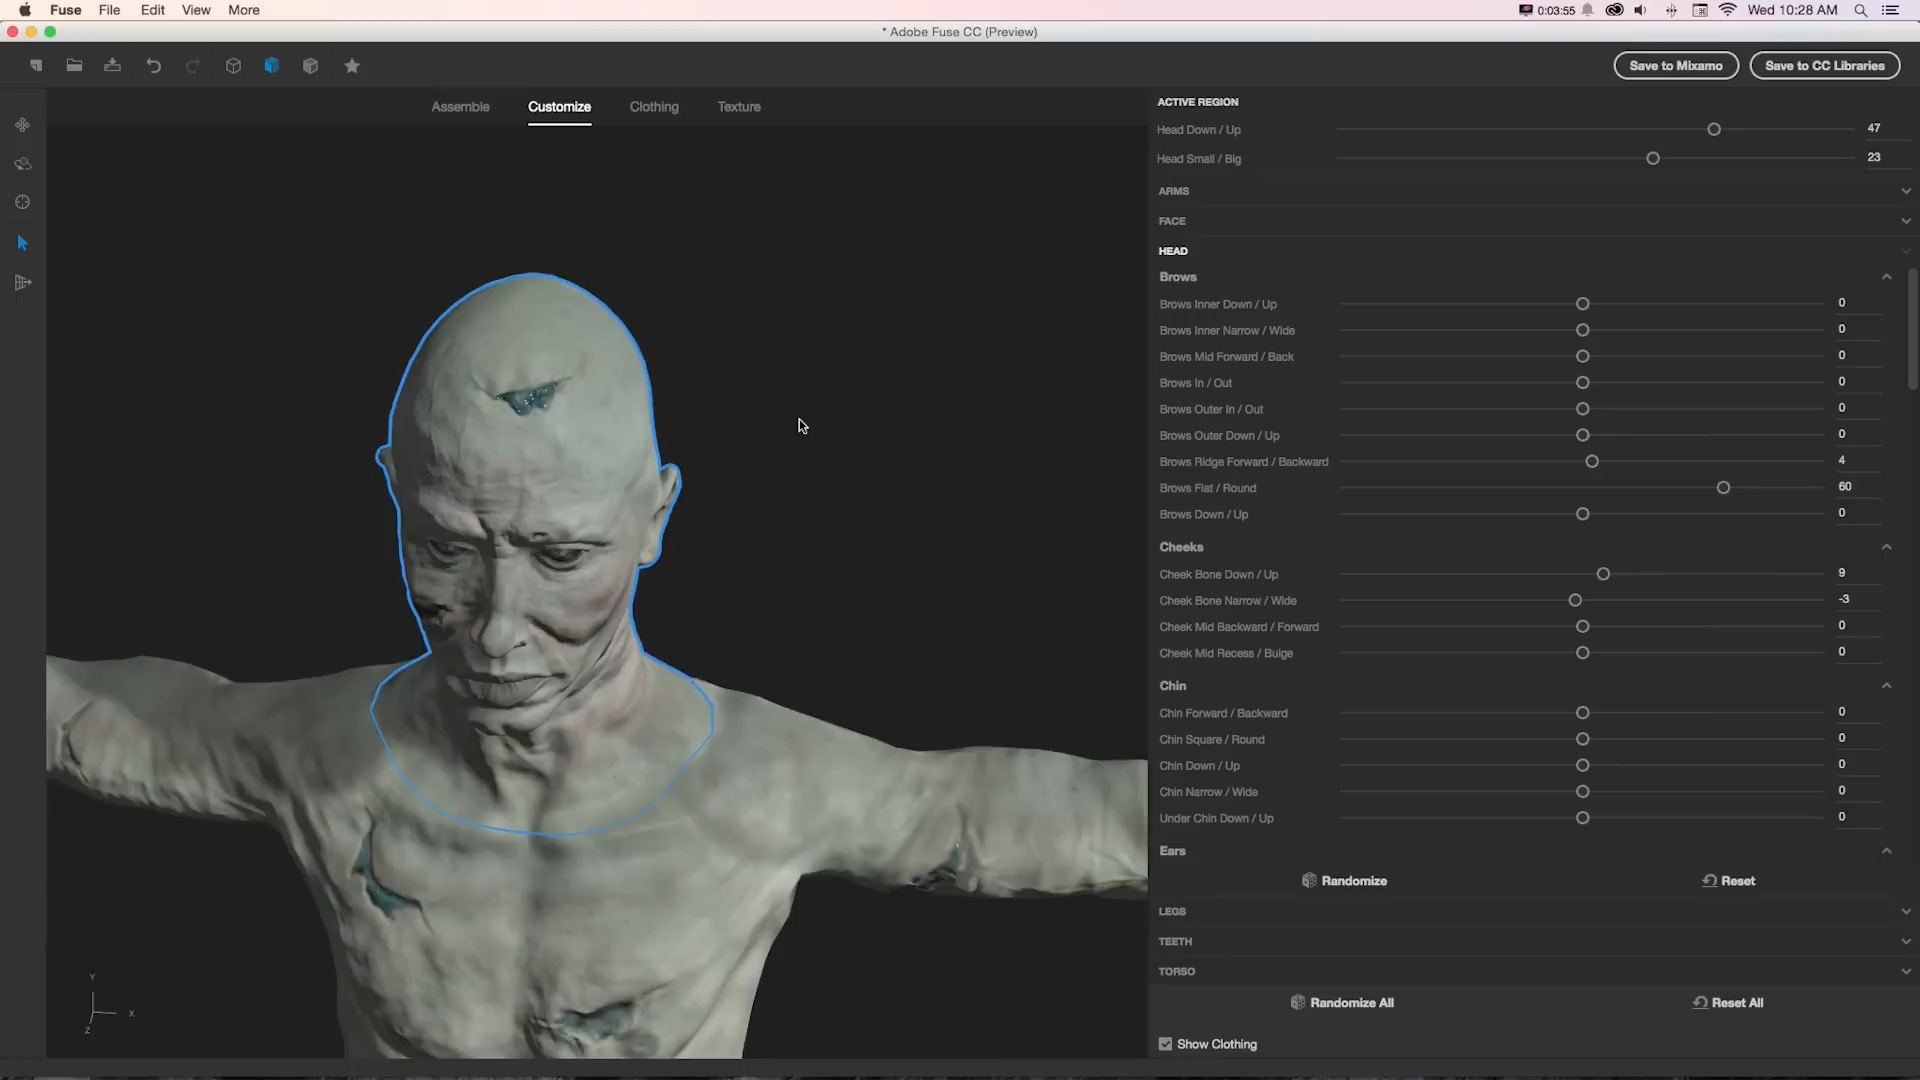 Fuse File Edit View More 0:03:55 Wed 10:28 AM
* Adobe Fuse CC (Preview)
Save to Mixamo Save to CC Libraries
Assemble Customize Clothing Texture
ACTIVE REGION
Head Down / Up 47
Head Small / Big 23
ARMS
FACE
HEAD
Brows
Brows Inner Down / Up 0
Brows Inner Narrow / Wide 0
Brows Mid Forward / Back 0
Brows In / Out 0
Brows Outer In / Out 0
Brows Outer Down / Up 0
Brows Ridge Forward / Backward 4
Brows Flat / Round 60
Brows Down / Up 0
Cheeks
Cheek Bone Down / Up 9
Cheek Bone Narrow / Wide -3
Cheek Mid Backward / Forward 0
Cheek Mid Recess / Bulge 0
Chin
Chin Forward / Backward 0
Chin Square / Round 0
Chin Down / Up 0
Chin Narrow / Wide 0
Under Chin Down / Up 0
Ears
Randomize Reset
LEGS
TEETH
TORSO
Randomize All Reset All
Show Clothing
Y
X
Z